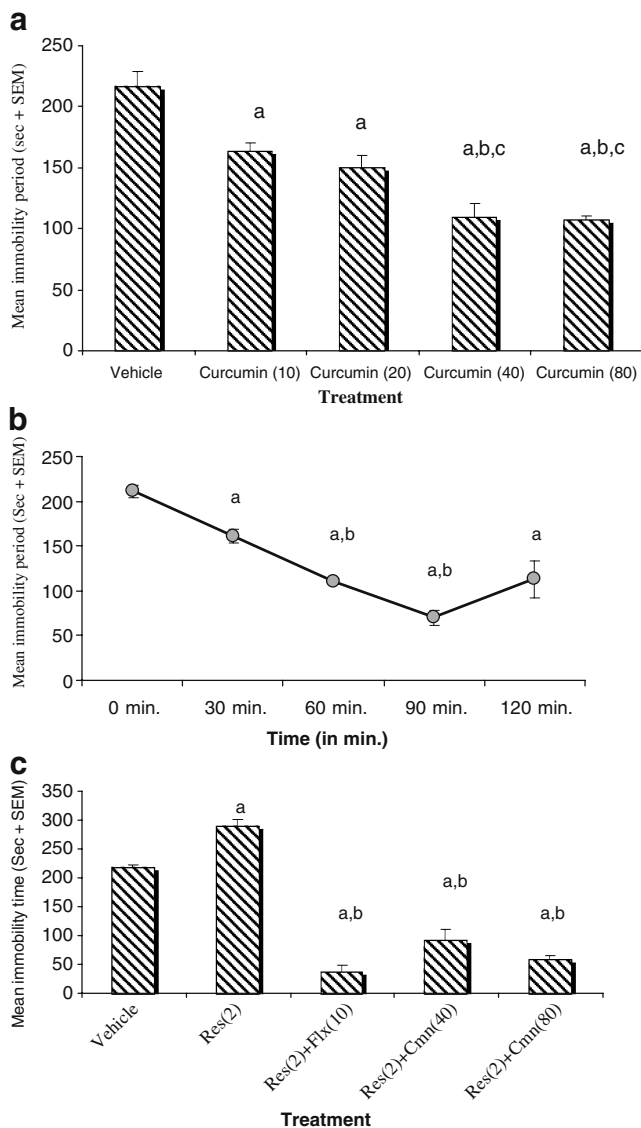 a
Mean immobility period (sec + SEM)
250
200
150
100
50
0
a
a
a,b,c
a,b,c
Vehicle
Curcumin (10)
Curcumin (20)
Curcumin (40)
Curcumin (80)
Treatment
b
Mean immobility period (Sec + SEM)
250
200
150
100
50
0
a
a,b
a,b
a
0 min.
30 min.
60 min.
90 min.
120 min.
Time (in min.)
c
Mean immobility time (Sec + SEM)
350
300
250
200
150
100
50
0
a
a,b
a,b
a,b
Vehicle
Res(2)
Res(2)+Flx(10)
Res(2)+Cmn(40)
Res(2)+Cmn(80)
Treatment